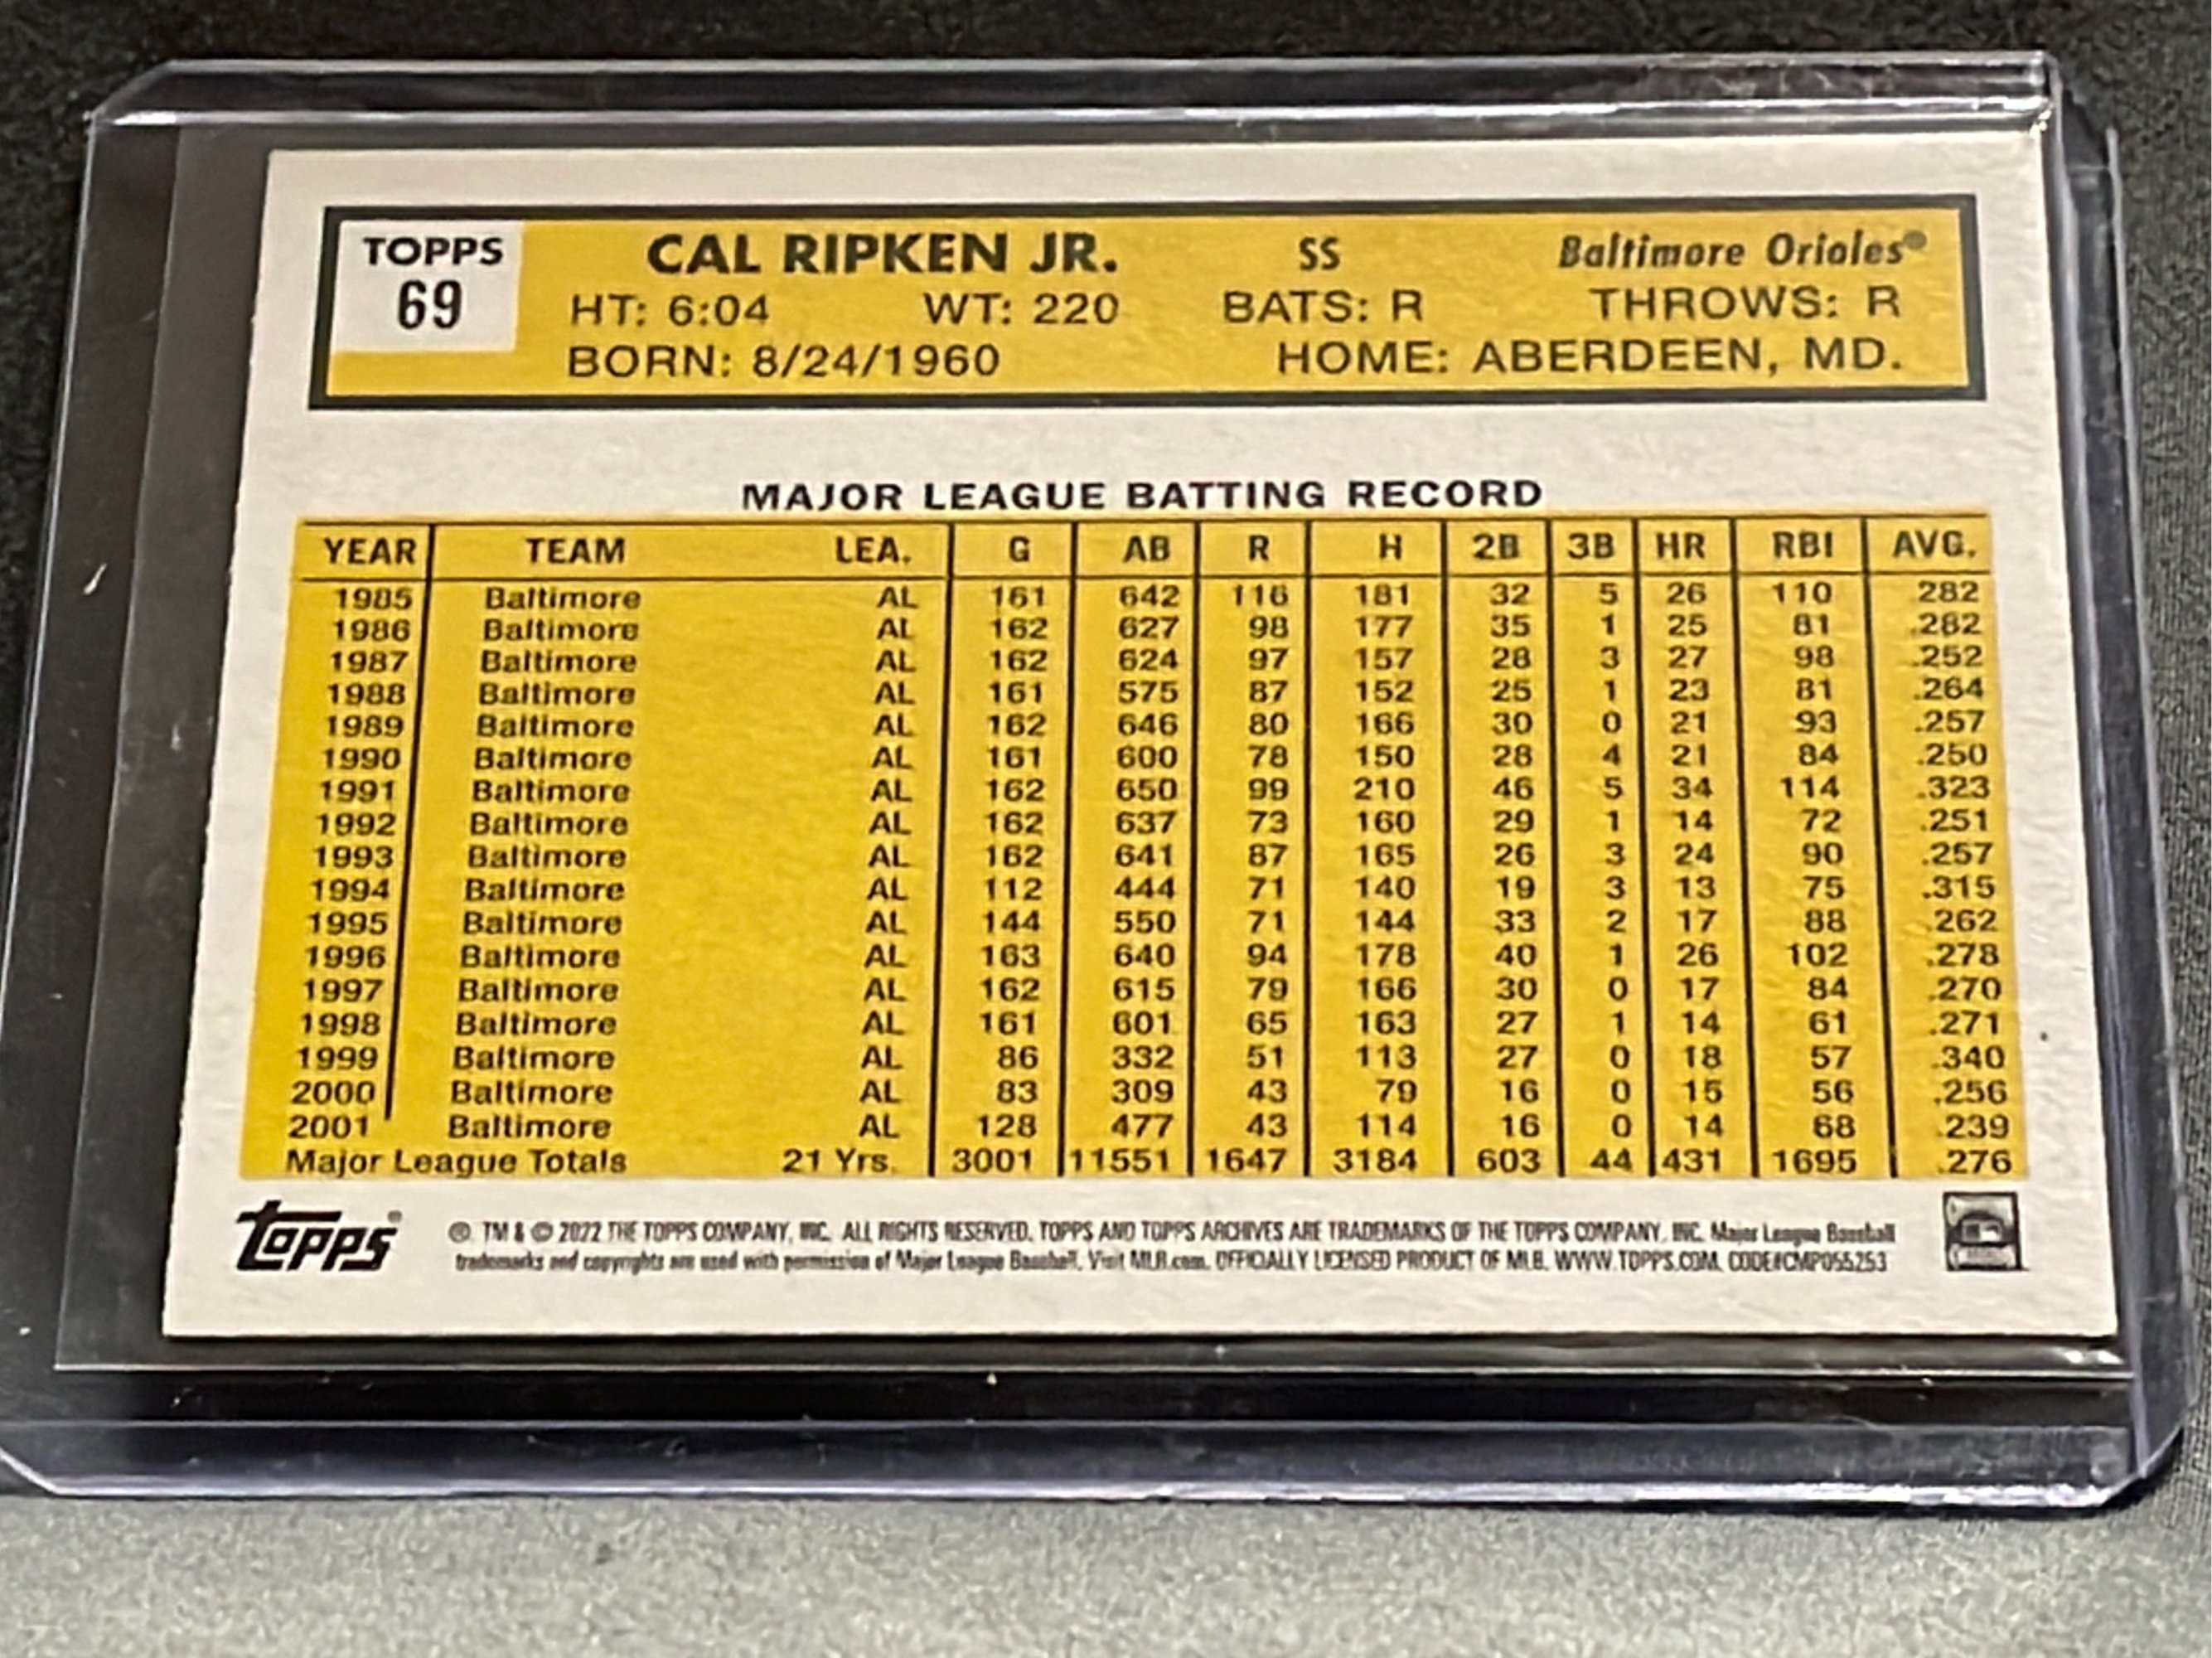 TOPPS CAL RIPKEN JR. SS Baltimore Orioles®
69 HT: 6:04 WT: 220 BATS: R THROWS: R
BORN: 8/24/1960 HOME: ABERDEEN, MD.
MAJOR LEAGUE BATTING RECORD
YEAR TEAM LEA. G AB R H 2B 3B HR RBI AVG.
1985 Baltimore AL 161 642 116 181 32 5 26 110 .282
1986 Baltimore AL 162 627 98 177 35 1 25 81 .282
1987 Baltimore AL 162 624 97 157 28 3 27 98 .252
1988 Baltimore AL 161 575 87 152 25 1 23 81 .264
1989 Baltimore AL 162 646 80 166 30 0 21 93 .257
1990 Baltimore AL 161 600 78 150 28 4 21 84 .250
1991 Baltimore AL 162 650 99 210 46 5 34 114 .323
1992 Baltimore AL 162 637 73 160 29 1 14 72 .251
1993 Baltimore AL 162 641 87 165 26 3 24 90 .257
1994 Baltimore AL 112 444 71 140 19 3 13 75 .315
1995 Baltimore AL 144 550 71 144 33 2 17 88 .262
1996 Baltimore AL 163 640 94 178 40 1 26 102 .278
1997 Baltimore AL 162 615 79 166 30 0 17 84 .270
1998 Baltimore AL 161 601 65 163 27 1 14 61 .271
1999 Baltimore AL 86 332 51 113 27 0 18 57 .340
2000 Baltimore AL 83 309 43 79 16 0 15 56 .256
2001 Baltimore AL 128 477 43 114 16 0 14 68 .239
Major League Totals 21 Yrs. 3001 11551 1647 3184 603 44 431 1695 .276
topps® ® TM & © 2022 THE TOPPS COMPANY, INC. ALL RIGHTS RESERVED. TOPPS AND TOPPS ARCHIVES ARE TRADEMARKS OF THE TOPPS COMPANY, INC. Major League Baseball
trademarks and copyrights are used with permission of Major League Baseball. Visit MLB.com. OFFICIALLY LICENSED PRODUCT OF MLB. WWW.TOPPS.COM. CODE#CMP055253